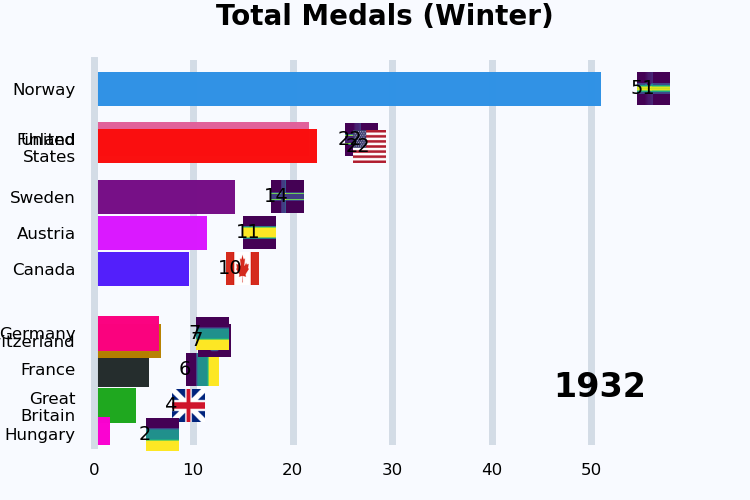 Total Medals (Winter)
Norway
51
United
States
22
Sweden
14
Austria
11
Canada
10
Germany
7
itzerland
7
France
6
1932
Great
Britain
4
Hungary
2
0 10 20 30 40 50